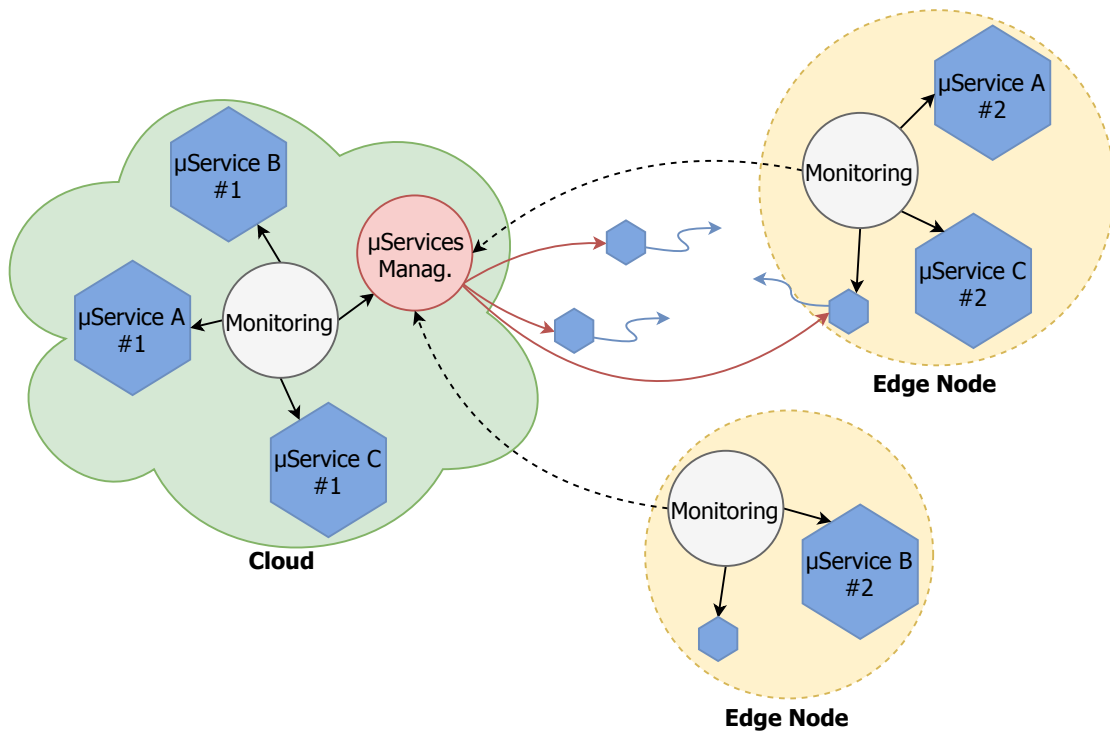 µService B
#1
µServices
Manag.
µService A
#1
Monitoring
µService C
#1
Cloud
µService A
#2
Monitoring
µService C
#2
Edge Node
Monitoring
µService B
#2
Edge Node